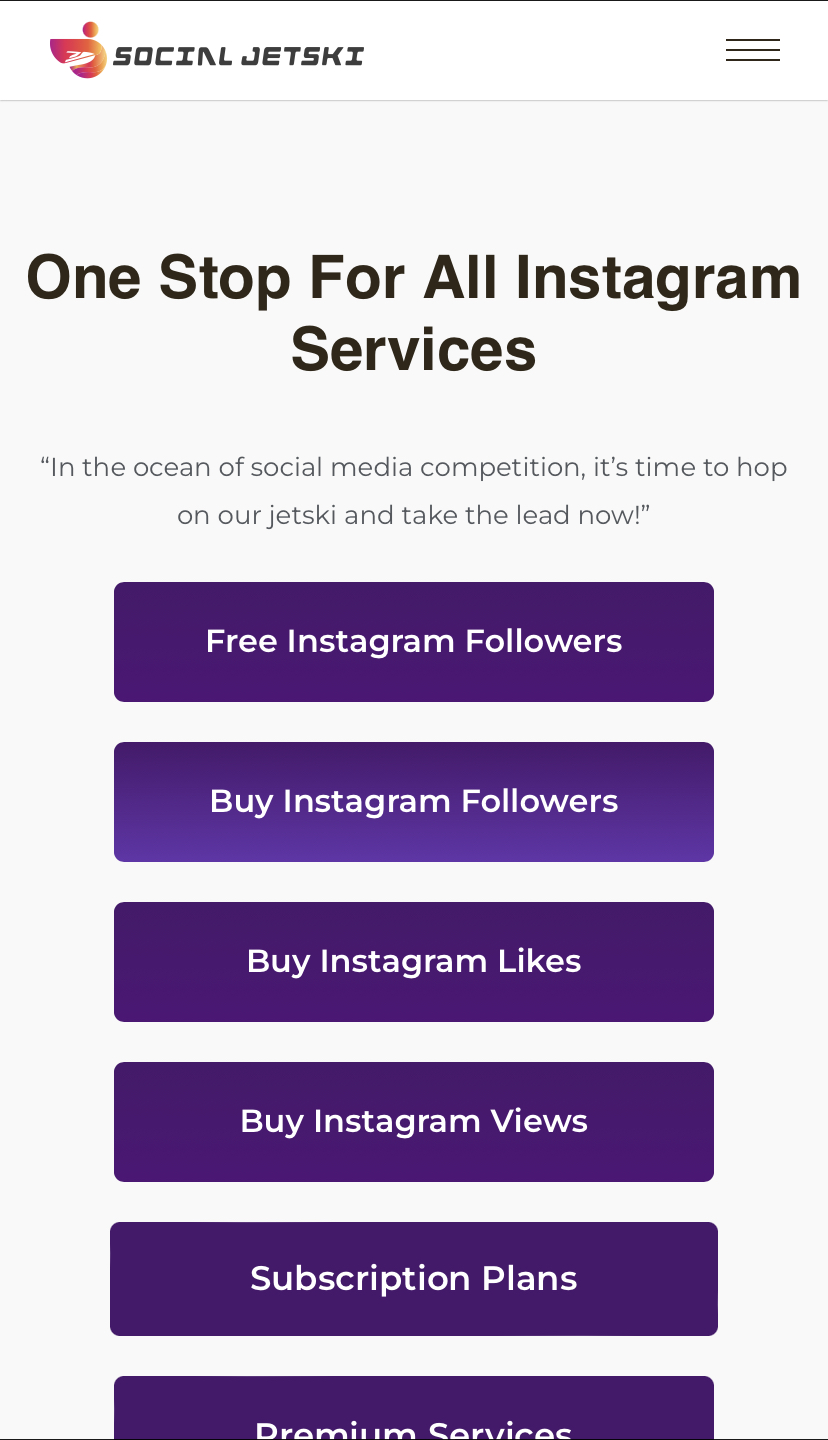 SOCIAL JETSKI
One Stop For All Instagram
Services
“In the ocean of social media competition, it’s time to hop
on our jetski and take the lead now!”
Free Instagram Followers
Buy Instagram Followers
Buy Instagram Likes
Buy Instagram Views
Subscription Plans
Premium Services